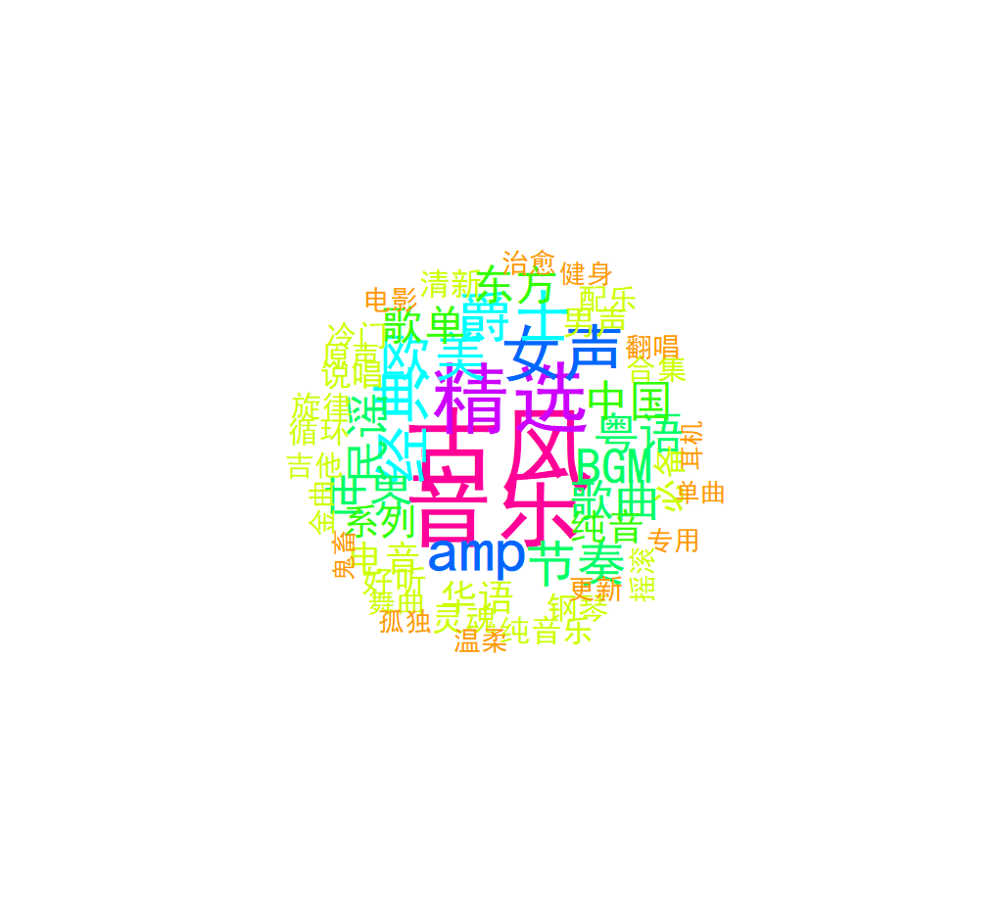 治愈
健身
清新
东方
电影
配乐
爵士
男声
歌单
冷门
女声
翻唱
原声
欧美
说唱
合集
精选
经典
中国
旋律
民谣
循环
粤语
耳机
古风
吉他
BGM
必备
世界
金曲
歌曲
单曲
音乐
系列
纯音
专用
鬼畜
电音
amp
节奏
摇滚
好听
更新
舞曲
华语
钢琴
孤独
灵魂
纯音乐
温柔